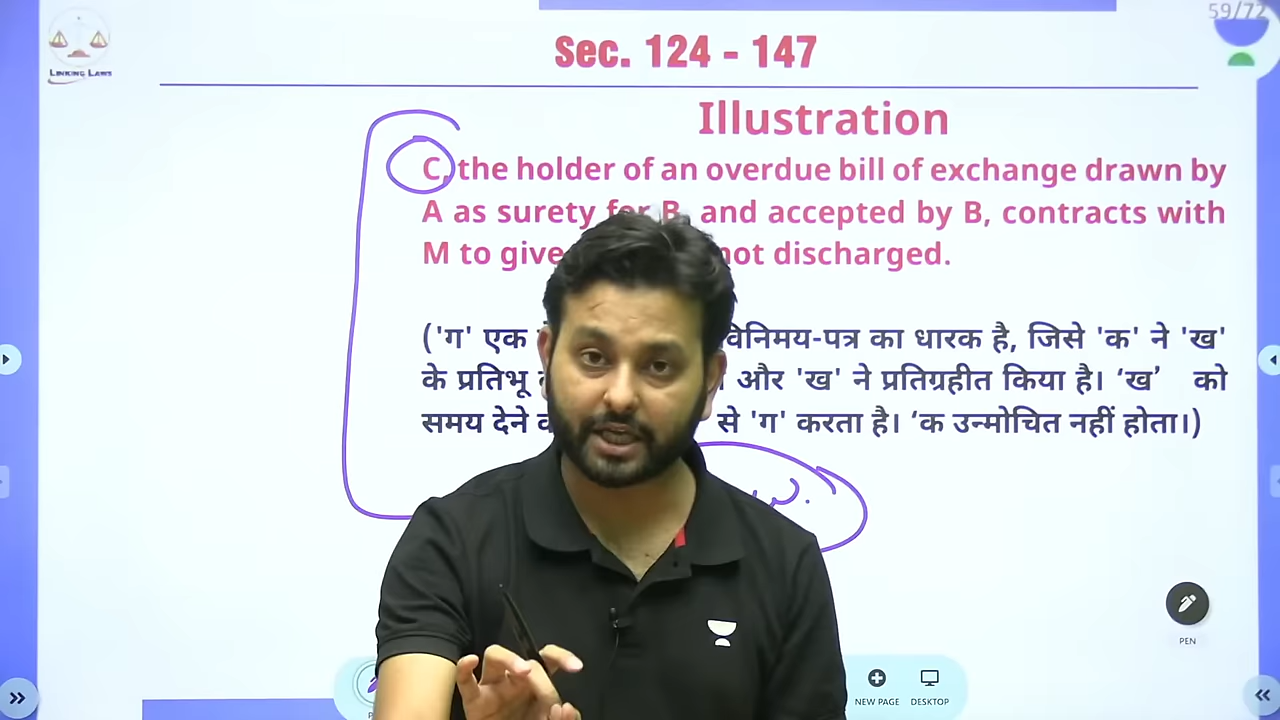 59/72
LINKING LAWS
Sec. 124 - 147
Illustration
C, the holder of an overdue bill of exchange drawn by
A as surety for B, and accepted by B, contracts with
M to give not discharged.
('ग' एक विनिमय-पत्र का धारक है, जिसे 'क' ने 'ख'
के प्रतिभू और 'ख' ने प्रतिग्रहीत किया है। ‘ख’ को
समय देने से 'ग' करता है। ‘क उन्मोचित नहीं होता।)
PEN
NEW PAGE DESKTOP